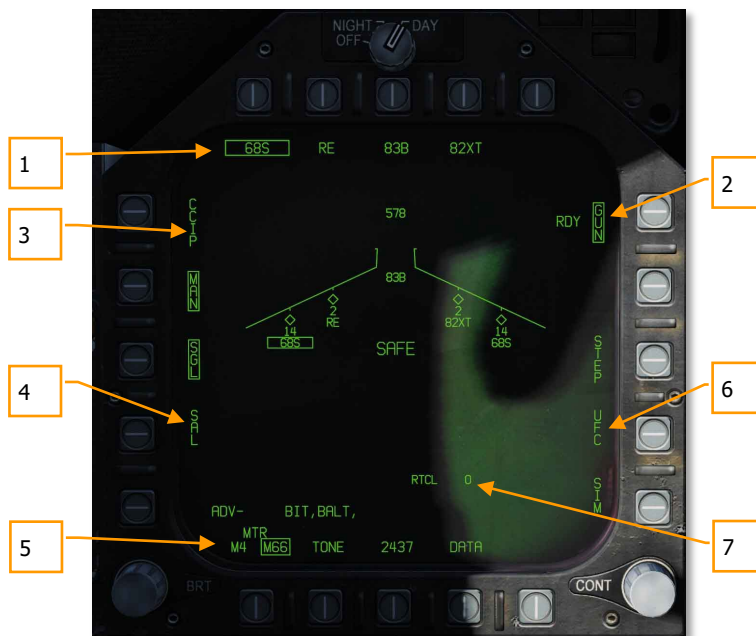 NIGHT DAY
OFF
68S RE 83B 82XT
1
2
3
4
5
6
7
CCIP
578
RDY GUN
MAN
83B
2 2
RE 82XT
14 14
68S 68S
SGL
SAFE
STEP
SAL
UFC
RTCL 0
SIM
ADV- BIT,BALT,
MTR
M4 M66 TONE 2437 DATA
BRT
CONT